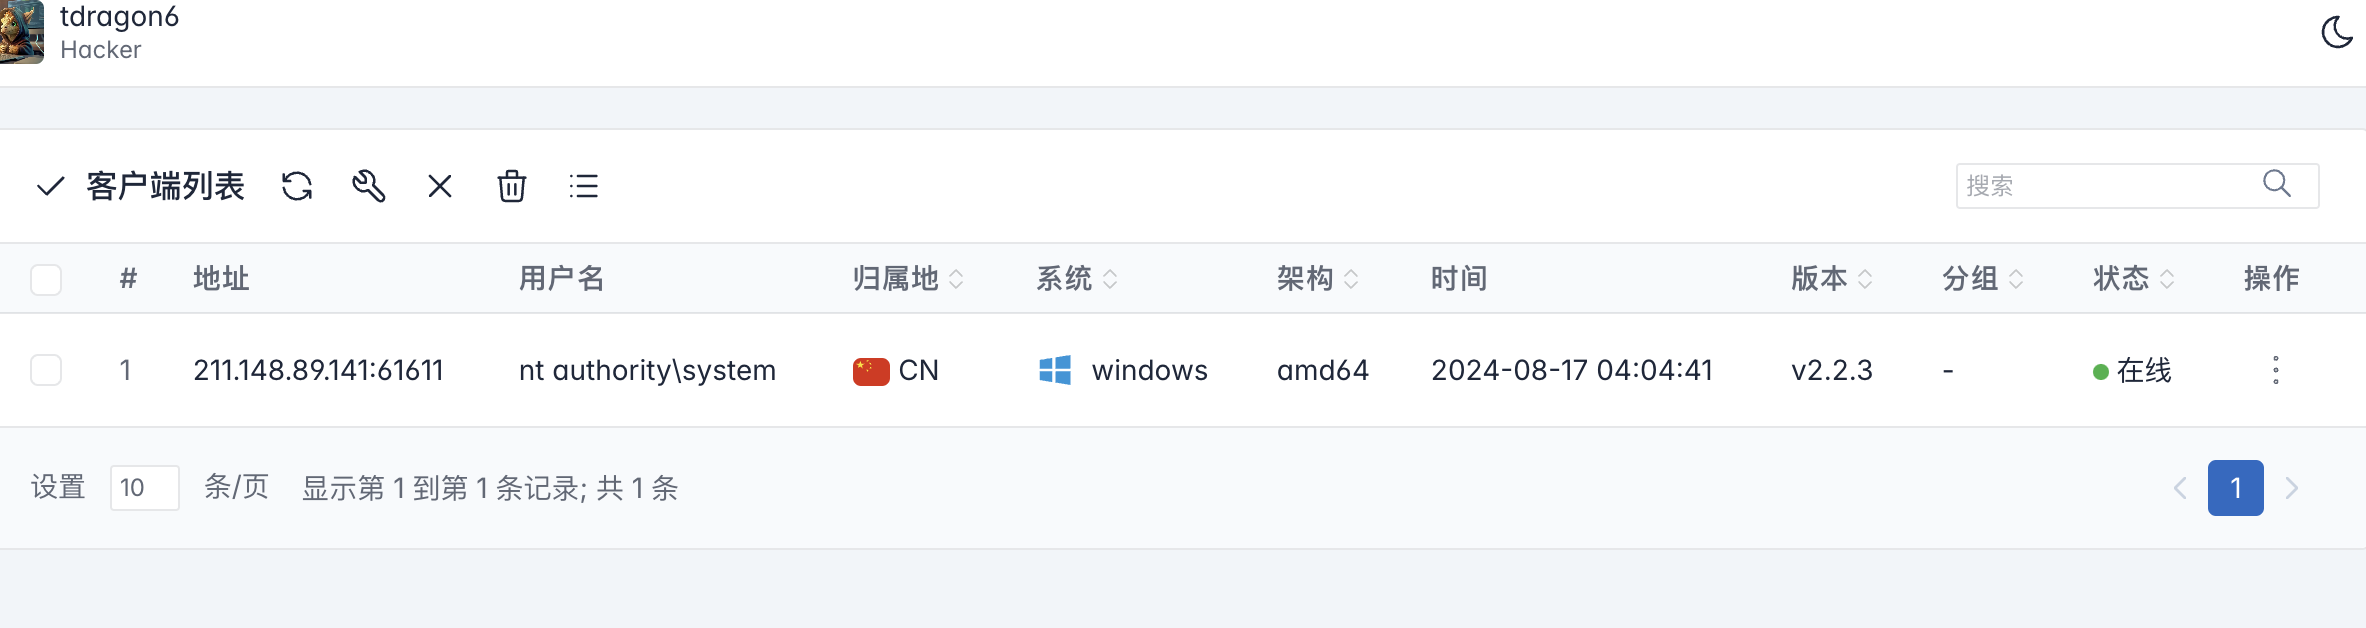 tdragon6
Hacker
客户端列表
搜索
# 地址 用户名 归属地 系统 架构 时间 版本 分组 状态 操作
1 211.148.89.141:61611 nt authority\system CN windows amd64 2024-08-17 04:04:41 v2.2.3 - 在线
设置 10 条/页 显示第 1 到第 1 条记录; 共 1 条 1